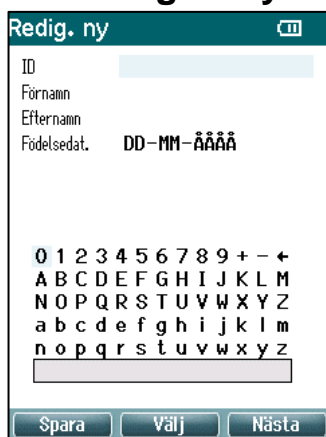 Redig. ny
ID
Förnamn
Efternamn
Födelsedat. DD-MM-ÅÅÅÅ
0 1 2 3 4 5 6 7 8 9 + - ←
A B C D E F G H I J K L M
N O P Q R S T U V W X Y Z
a b c d e f g h i j k l m
n o p q r s t u v w x y z
Spara Välj Nästa